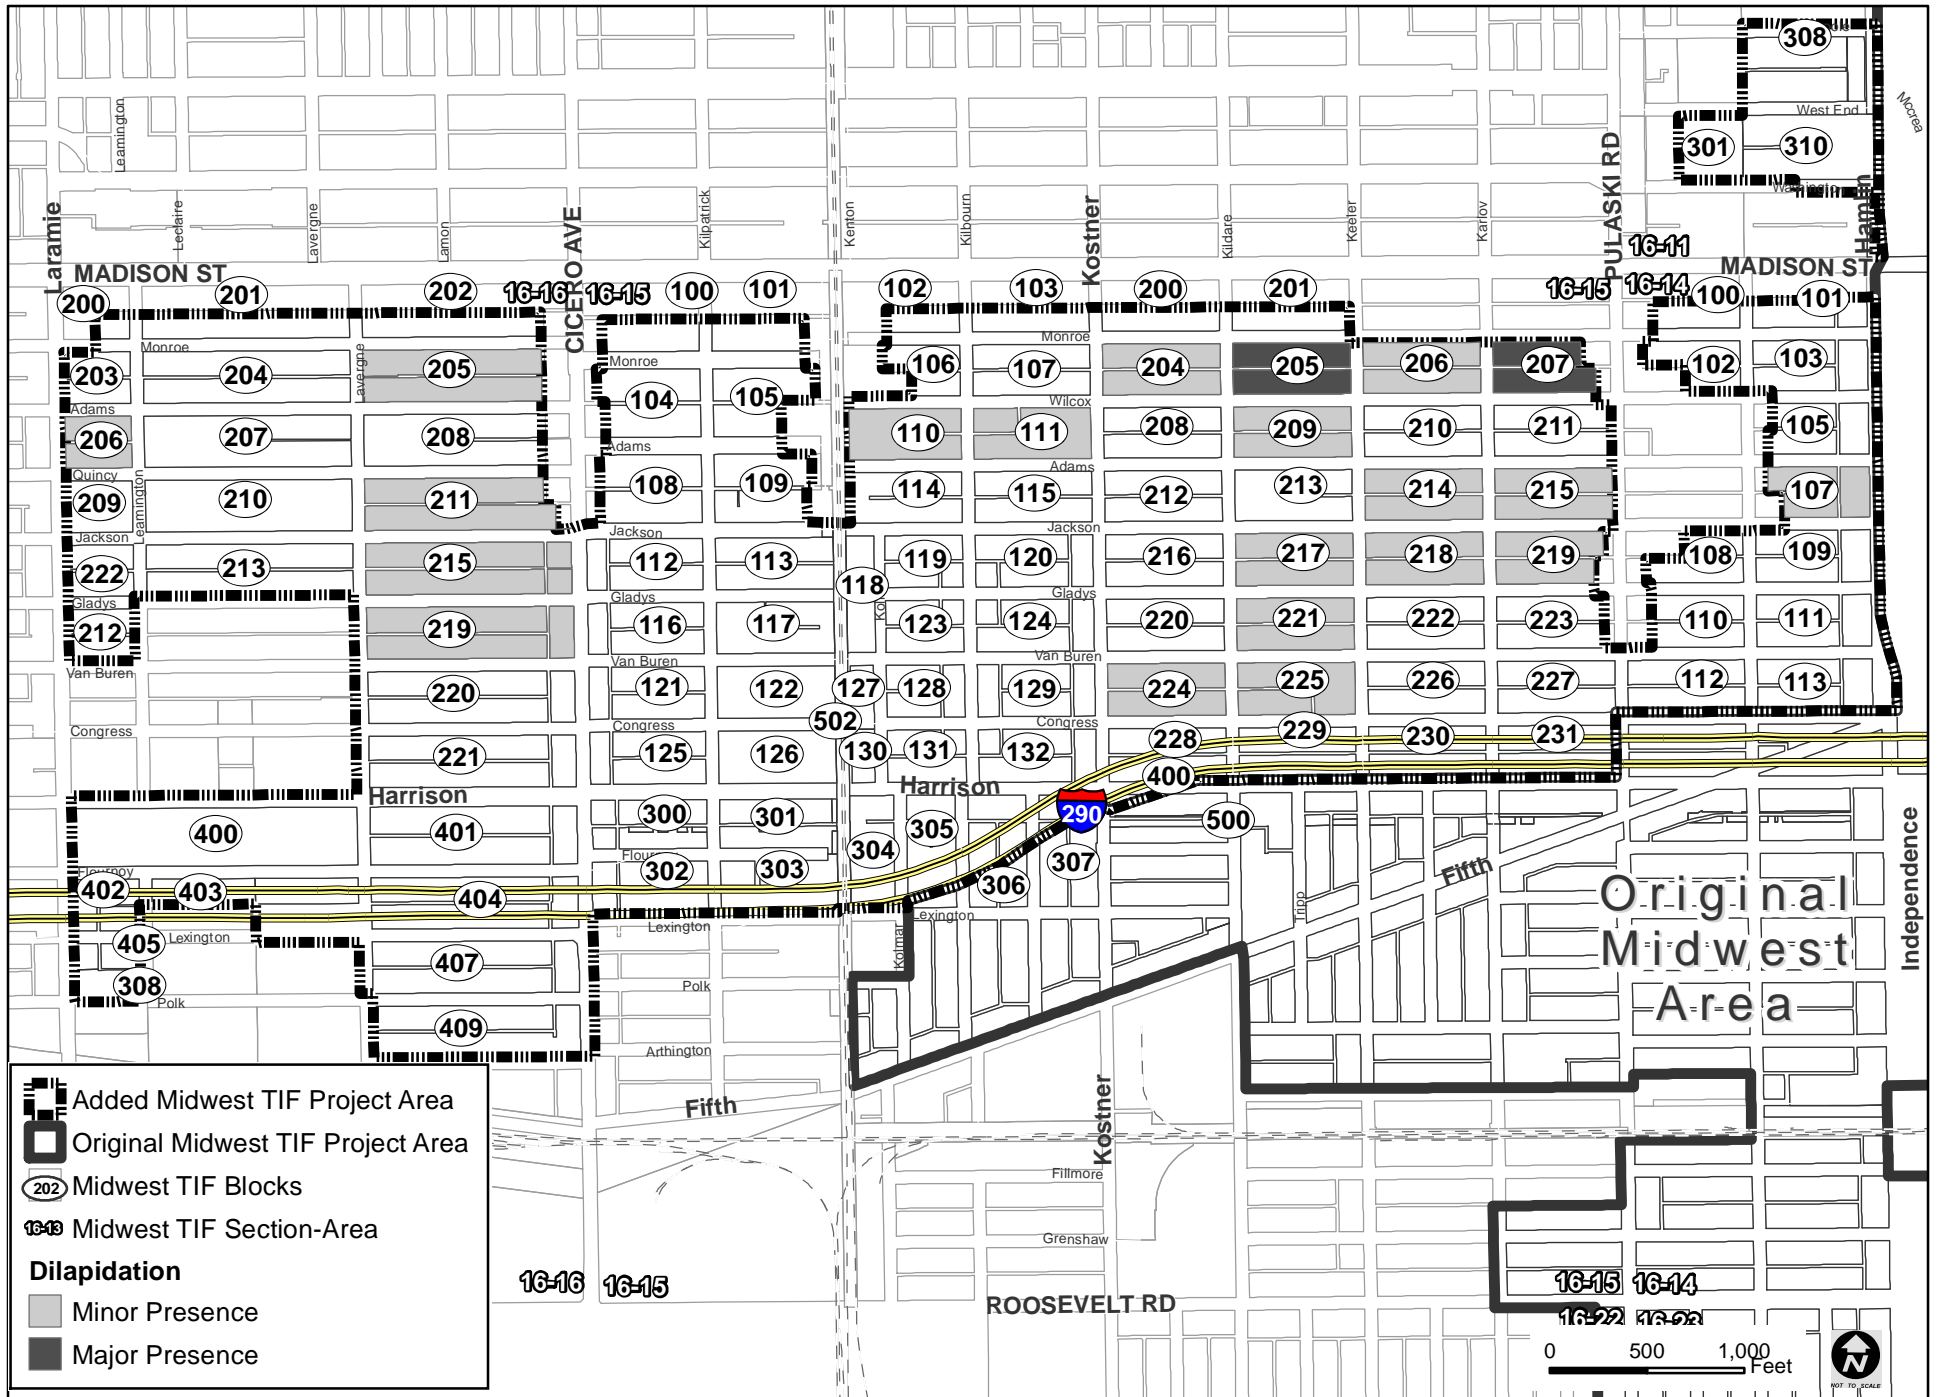 308
West End
Mccrea
301
310
Washington
Leamington
PULASKI RD
Hamlin
Laramie
Leclaire
Lavergne
Lamon
CICERO AVE
Kilpatrick
Kenton
Kilbourn
Kostner
Kildare
Keeler
Karlov
16-11
MADISON ST
MADISON ST
200
201
202
16-16
16-15
100
101
102
103
200
201
16-15
16-14
100
101
Monroe
Monroe
Monroe
203
204
Lavergne
205
106
107
204
205
206
207
102
103
104
105
Adams
Wilcox
206
207
208
Adams
110
111
208
209
210
211
105
Quincy
Adams
209
Leamington
210
211
108
109
114
115
212
213
214
215
107
Jackson
Jackson
Jackson
222
213
215
112
113
118
119
120
216
217
218
219
108
109
Gladys
Gladys
Gladys
212
219
116
117
123
124
220
221
222
223
110
111
Van Buren
Van Buren
Van Buren
220
121
122
127
128
129
224
225
226
227
112
113
Congress
Congress
502
Congress
221
125
126
130
131
132
228
229
230
231
Harrison
Harrison
400
290
400
401
300
301
304
305
500
307
Independence
Flournoy
402
403
404
302
303
306
Fifth
Tripp
Original
Midwest
Area
405
Lexington
Lexington
Lexington
Kolmar
407
308
Polk
Polk
409
Arthington
Fifth
Kostner
Fillmore
Grenshaw
16-16
16-15
ROOSEVELT RD
16-15
16-14
16-22
16-23
Added Midwest TIF Project Area
Original Midwest TIF Project Area
202
Midwest TIF Blocks
16-13
Midwest TIF Section-Area
Dilapidation
Minor Presence
Major Presence
0
500
1,000
Feet
N
NOT TO SCALE